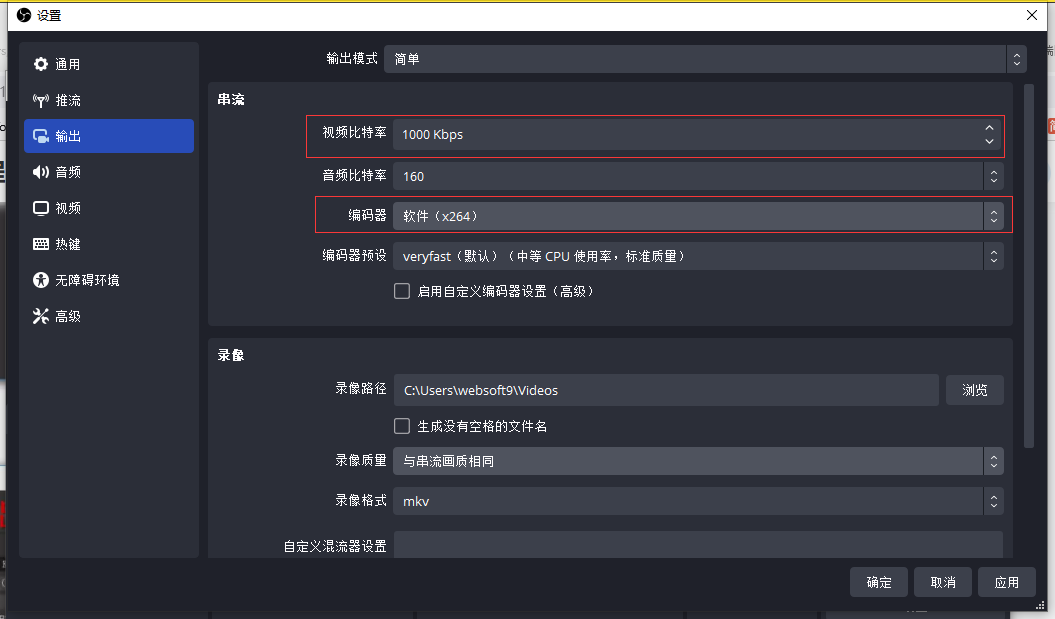 设置
通用
推流
输出
音频
视频
热键
无障碍环境
高级
输出模式 简单
串流
视频比特率 1000 Kbps
音频比特率 160
编码器 软件（x264）
编码器预设 veryfast（默认）（中等 CPU 使用率，标准质量）
启用自定义编码器设置（高级）
录像
录像路径 C:\Users\websoft9\Videos 浏览
生成没有空格的文件名
录像质量 与串流画质相同
录像格式 mkv
自定义混流器设置
确定 取消 应用